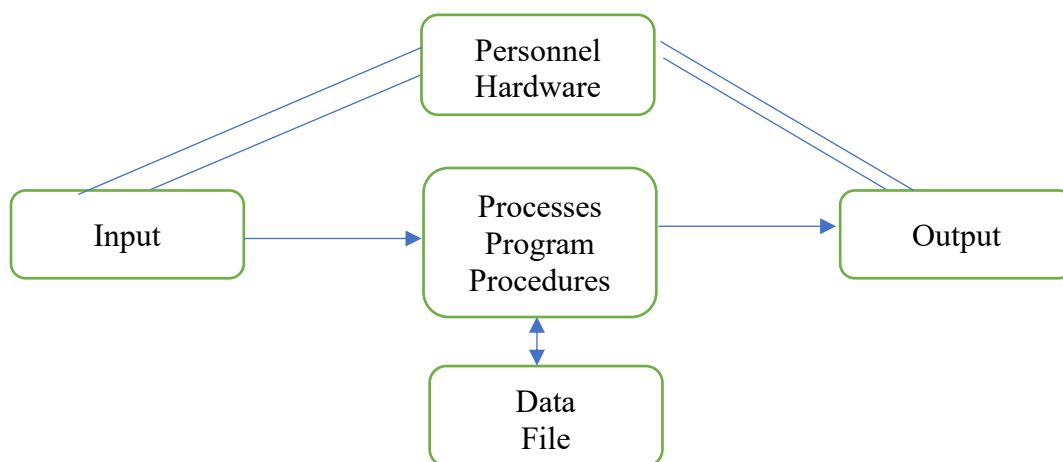 Personnel
Hardware
Input
Processes
Program
Procedures
Output
Data
File